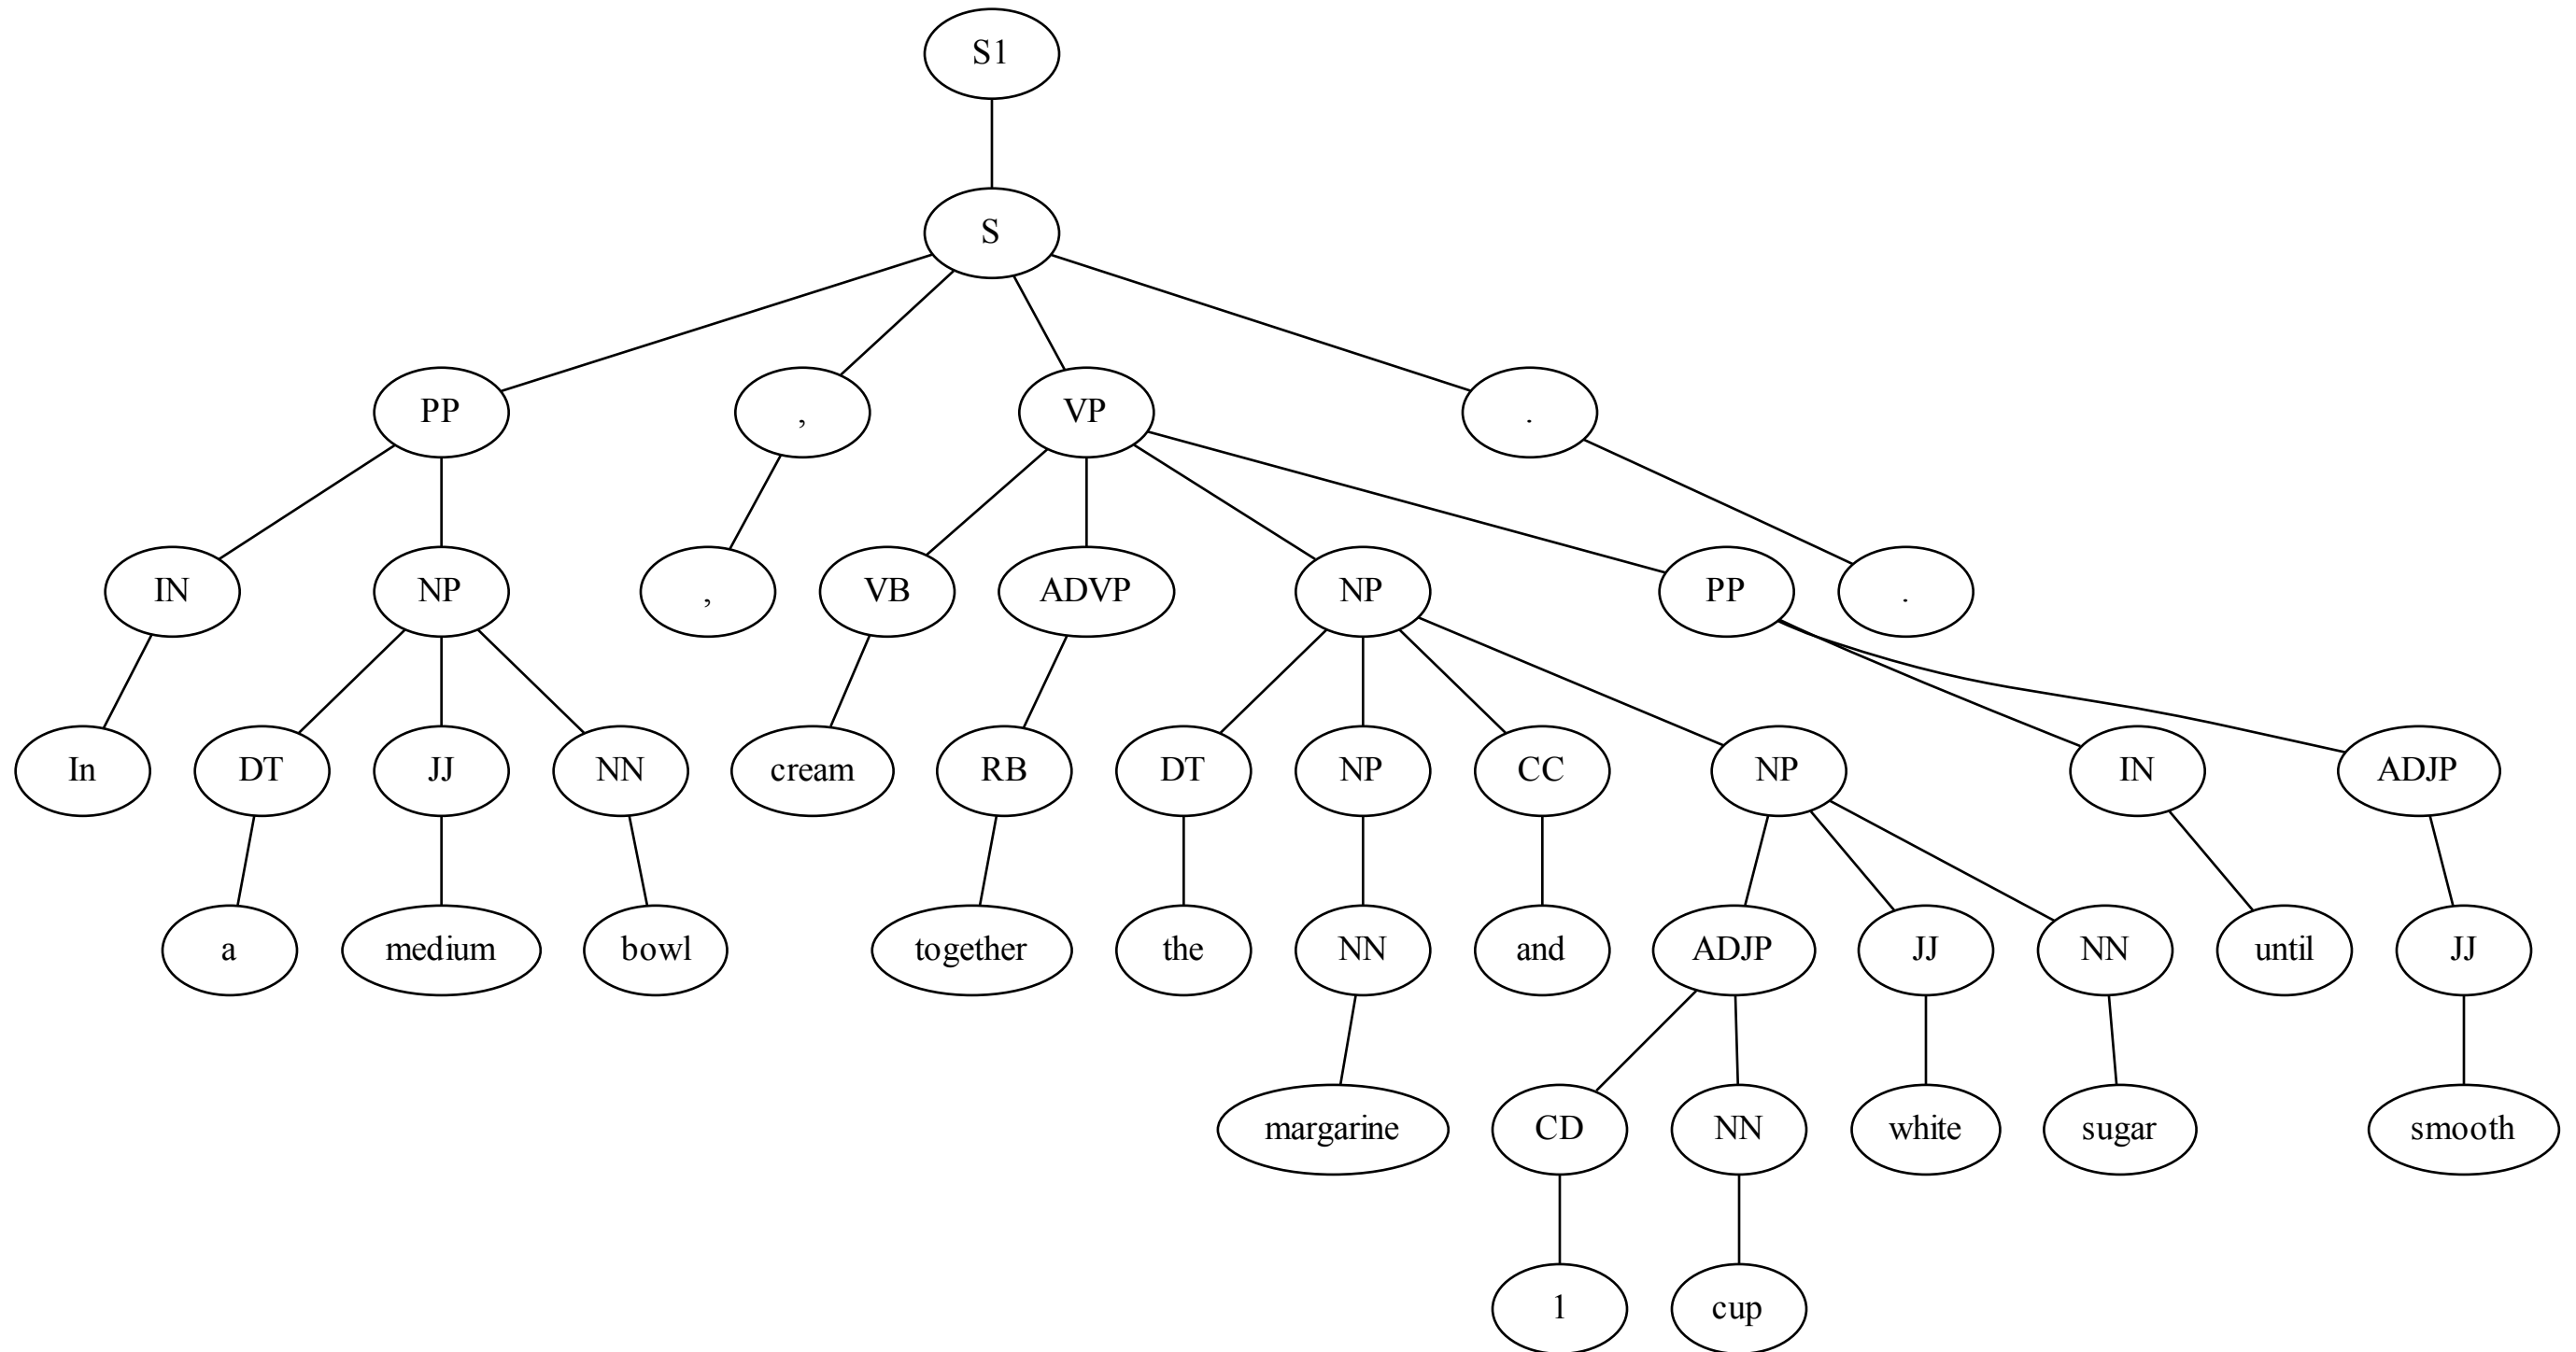 S1
S
PP , VP .
IN NP , VB ADVP NP PP .
In DT JJ NN cream RB DT NP CC NP IN ADJP
a medium bowl together the NN and ADJP JJ NN until JJ
margarine CD NN white sugar smooth
1 cup